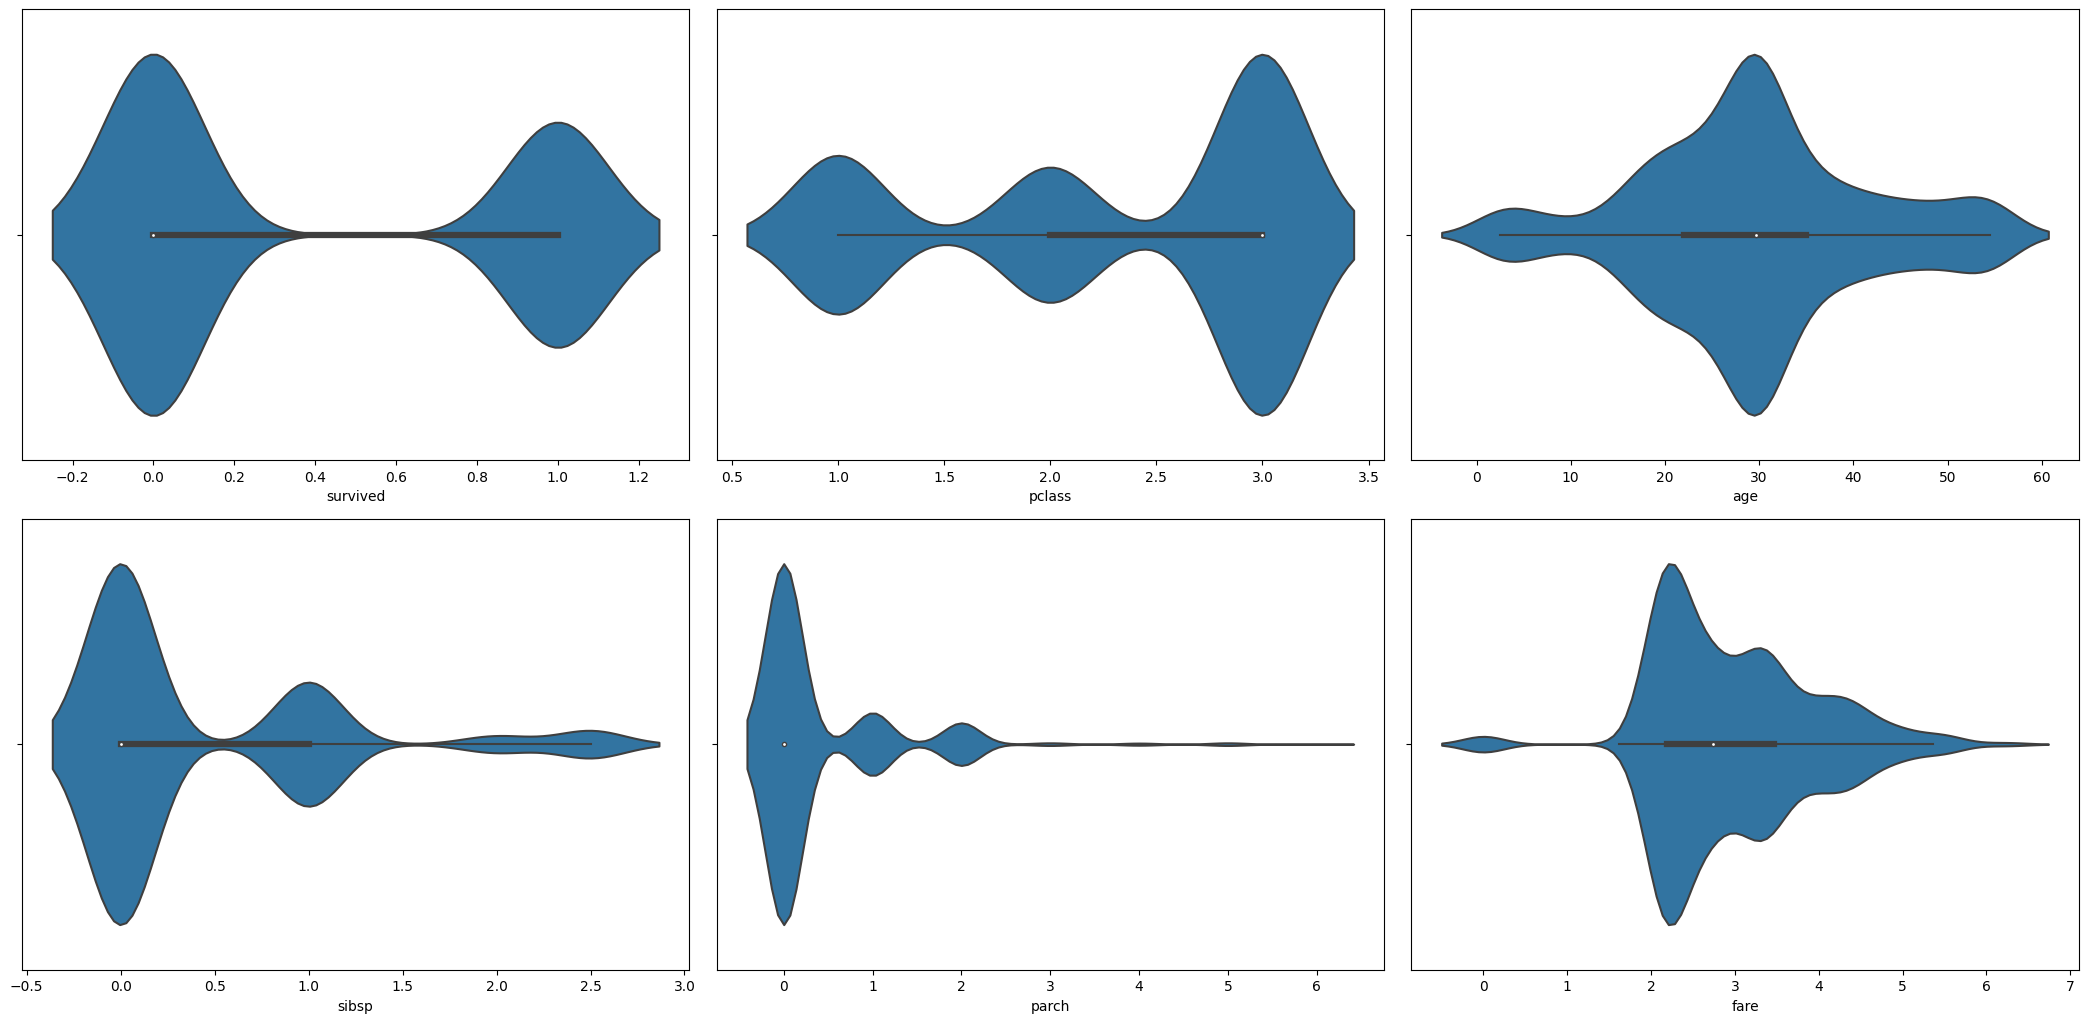 −0.2 0.0 0.2 0.4 0.6 0.8 1.0 1.2
survived
0.5 1.0 1.5 2.0 2.5 3.0 3.5
pclass
0 10 20 30 40 50 60
age
−0.5 0.0 0.5 1.0 1.5 2.0 2.5 3.0
sibsp
0 1 2 3 4 5 6
parch
0 1 2 3 4 5 6 7
fare